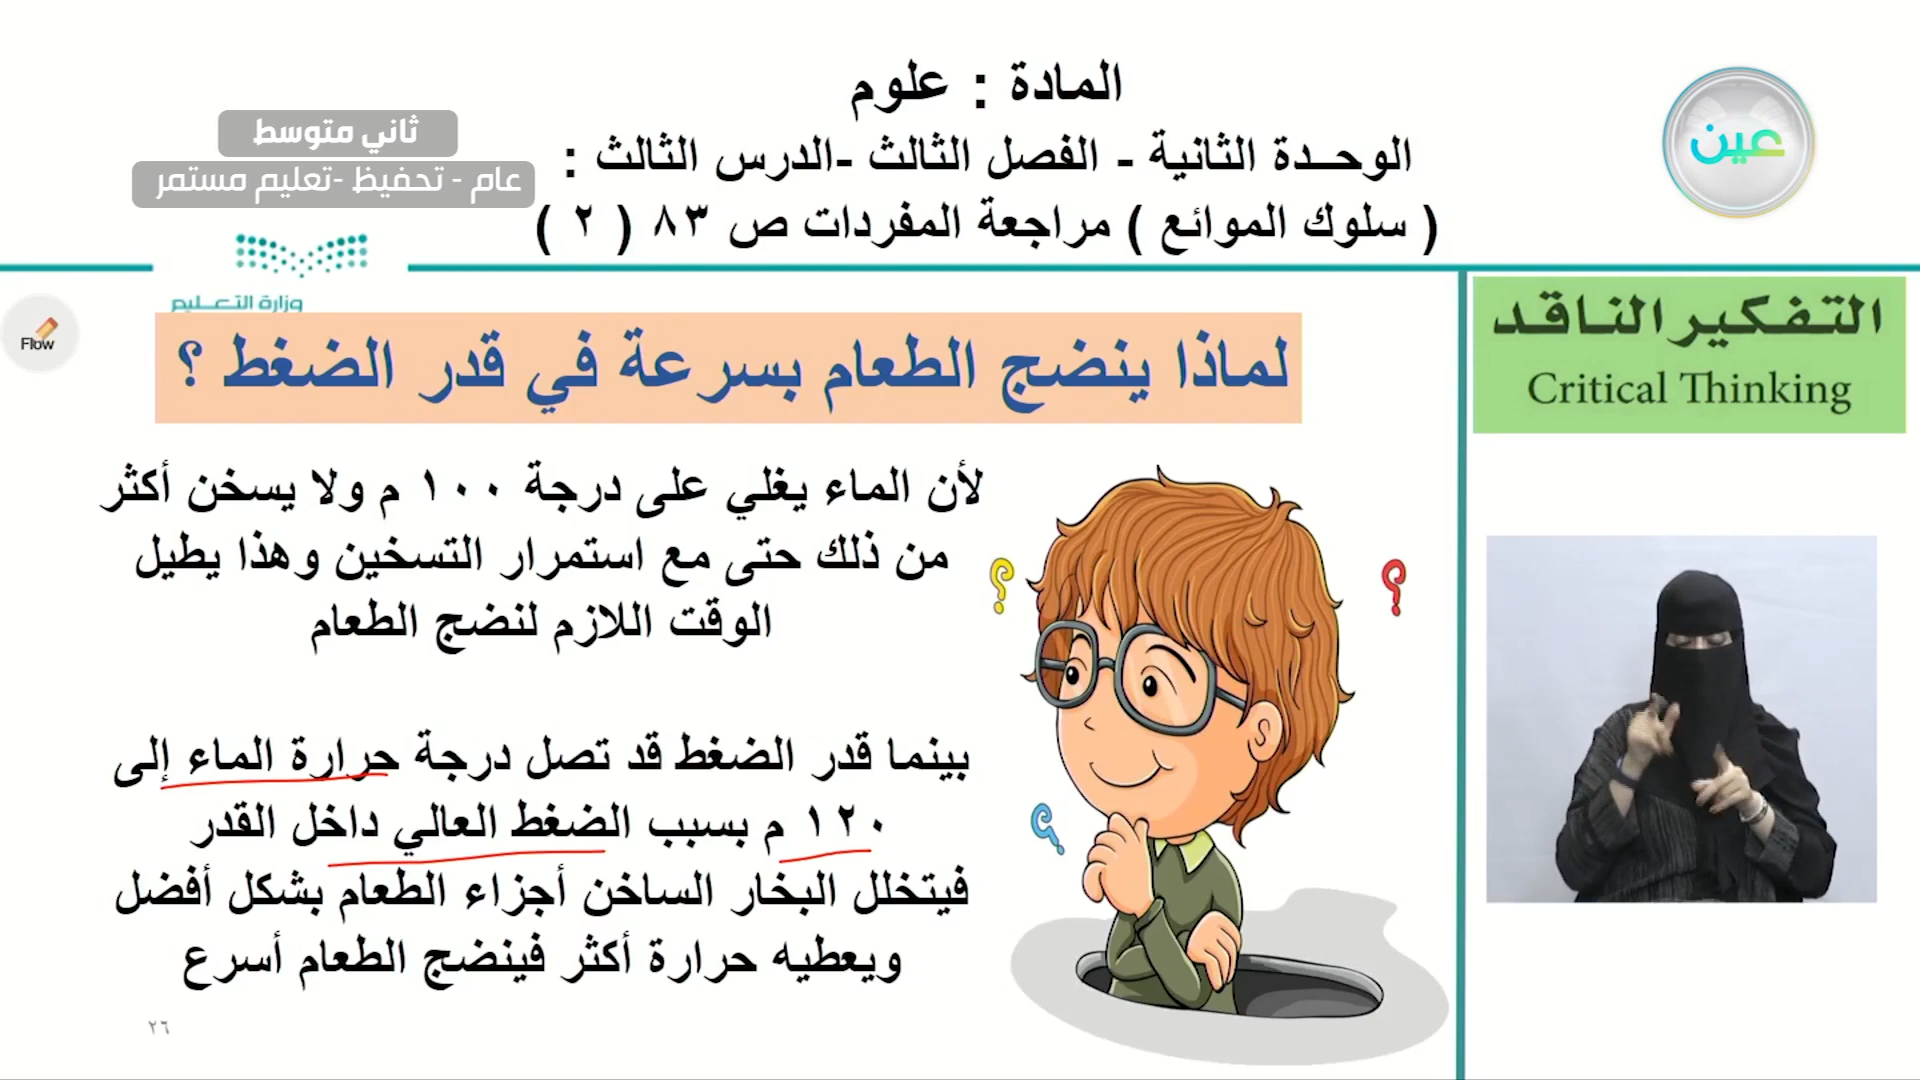 المادة : علوم
الوحــدة الثانية - الفصل الثالث -الدرس الثالث :
( سلوك الموائع ) مراجعة المفردات ص ٨٣ ( ٢ )
عين
ثاني متوسط
عام - تحفيظ -تعليم مستمر
وزارة التعـــليم
Flow
التفكير الناقد
Critical Thinking
لماذا ينضج الطعام بسرعة في قدر الضغط ؟
لأن الماء يغلي على درجة ١٠٠ م ولا يسخن أكثر
من ذلك حتى مع استمرار التسخين وهذا يطيل
الوقت اللازم لنضج الطعام
بينما قدر الضغط قد تصل درجة حرارة الماء إلى
١٢٠ م بسبب الضغط العالي داخل القدر
فيتخلل البخار الساخن أجزاء الطعام بشكل أفضل
ويعطيه حرارة أكثر فينضج الطعام أسرع
٢٦